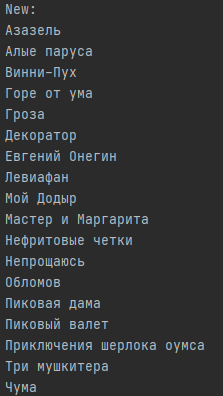 New:
Азазель
Алые паруса
Винни-Пух
Горе от ума
Гроза
Декоратор
Евгений Онегин
Левиафан
Мой Додыр
Мастер и Маргарита
Нефритовые четки
Непрощаюсь
Обломов
Пиковая дама
Пиковый валет
Приключения шерлока оумса
Три мушкитера
Чума